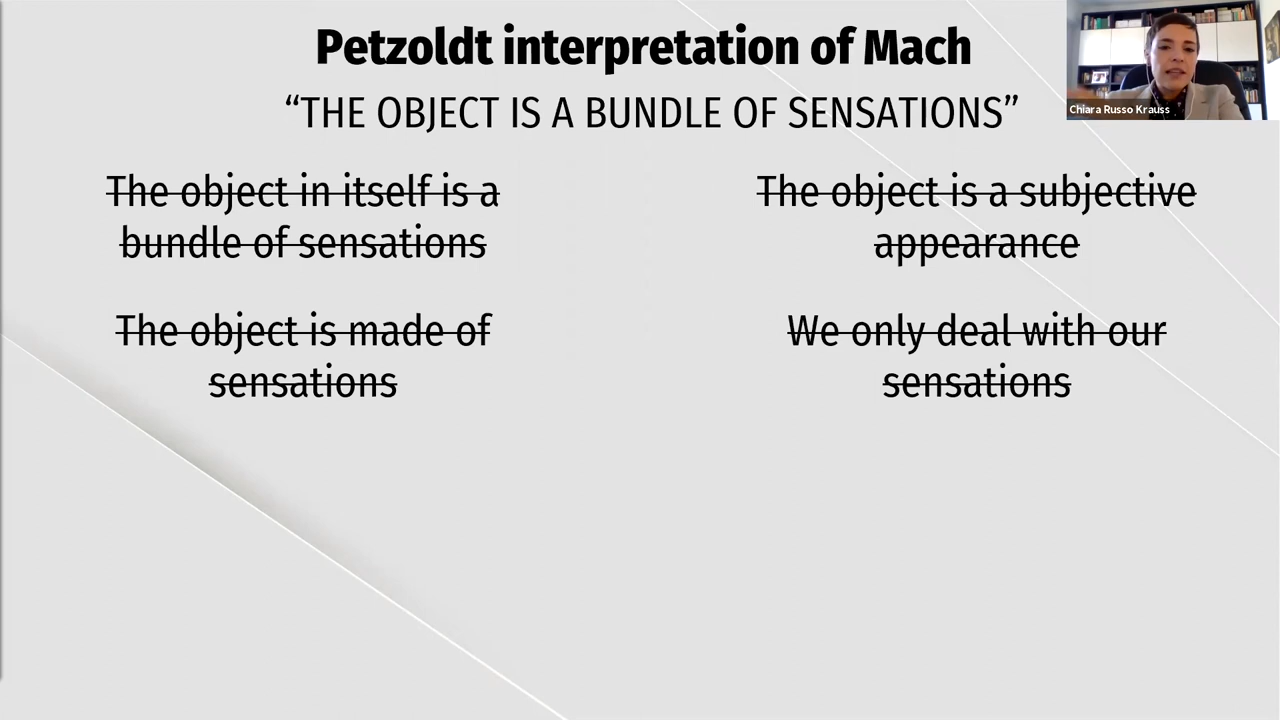 Petzoldt interpretation of Mach
“THE OBJECT IS A BUNDLE OF SENSATIONS”
Chiara Russo Krauss
The object in itself is a
bundle of sensations
The object is a subjective
appearance
The object is made of
sensations
We only deal with our
sensations